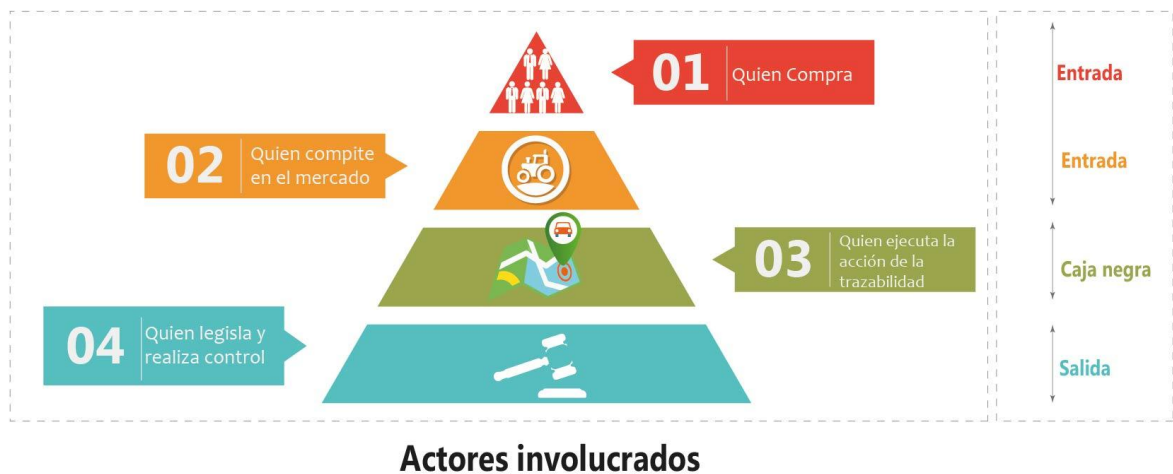 01
Quien Compra
Entrada
02
Quien compite
en el mercado
Entrada
03
Quien ejecuta la
acción de la
trazabilidad
Caja negra
04
Quien legisla y
realiza control
Salida
Actores involucrados